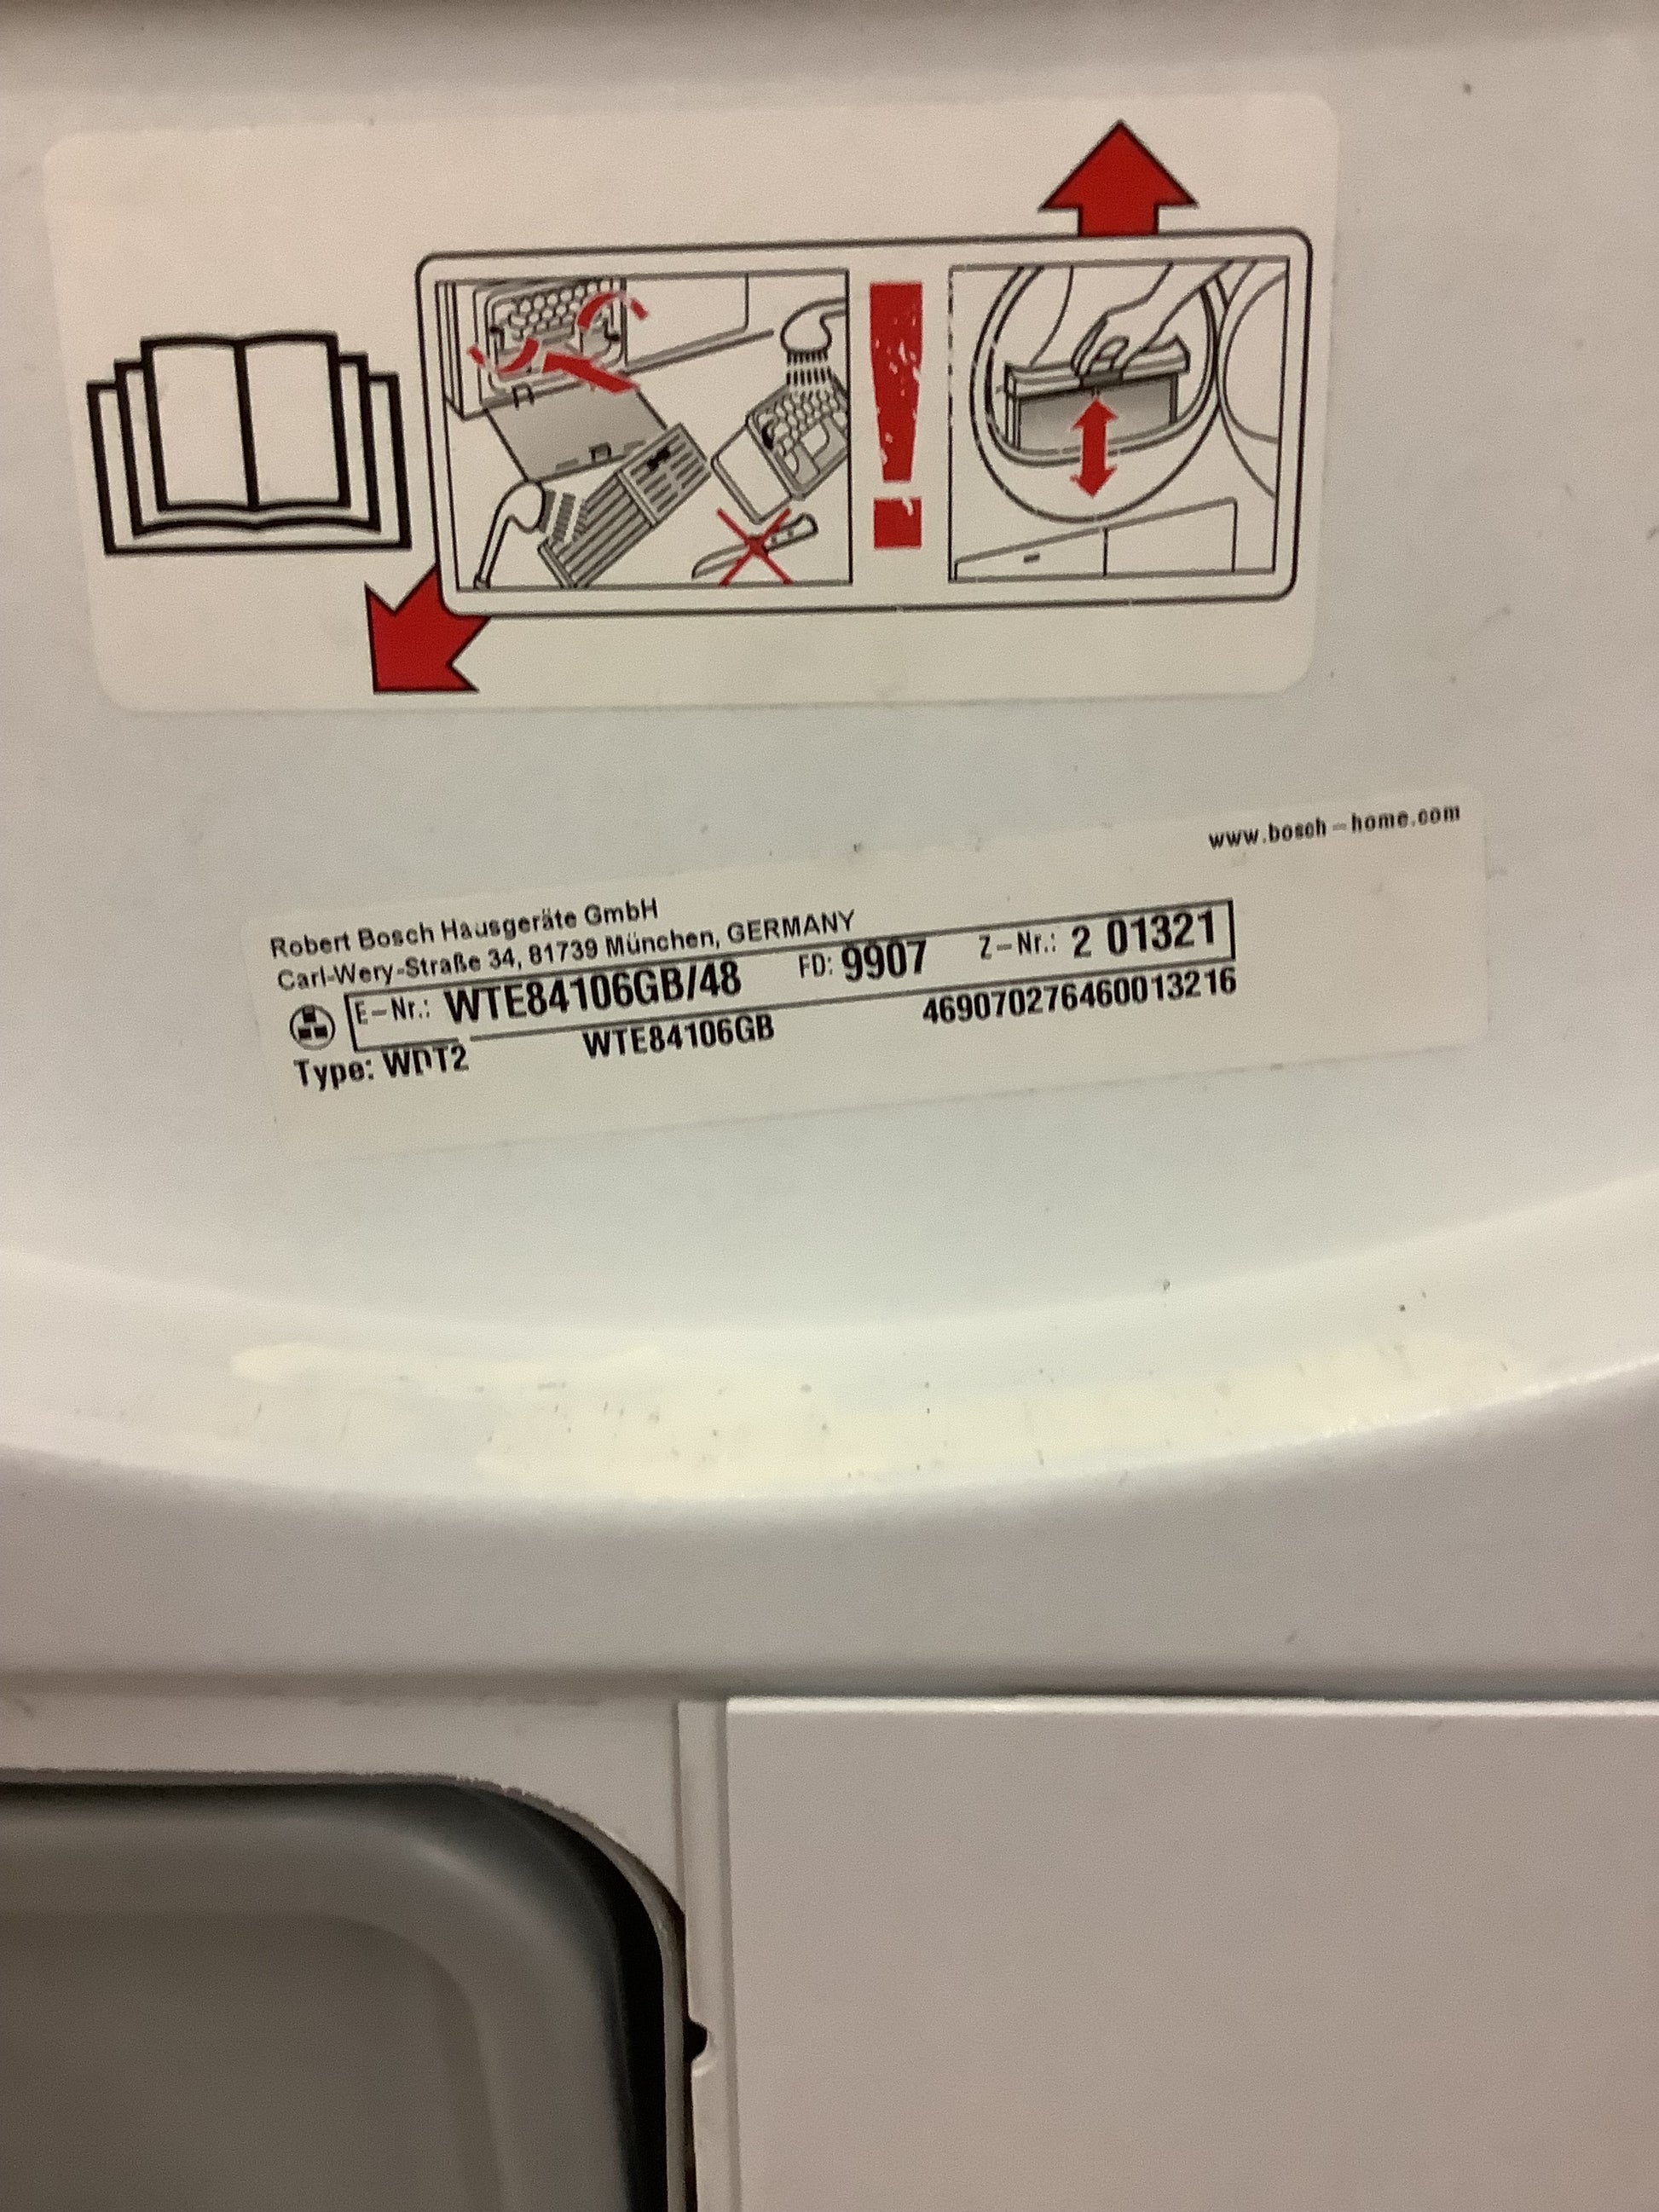 www.bosch-home.com
Robert Bosch Hausgeräte GmbH
Carl-Wery-Straße 34, 81739 München, GERMANY
E-Nr.: WTE84106GB/48 FD: 9907 Z-Nr.: 2 01321
Type: WDT2 WTE84106GB 469070276460013216